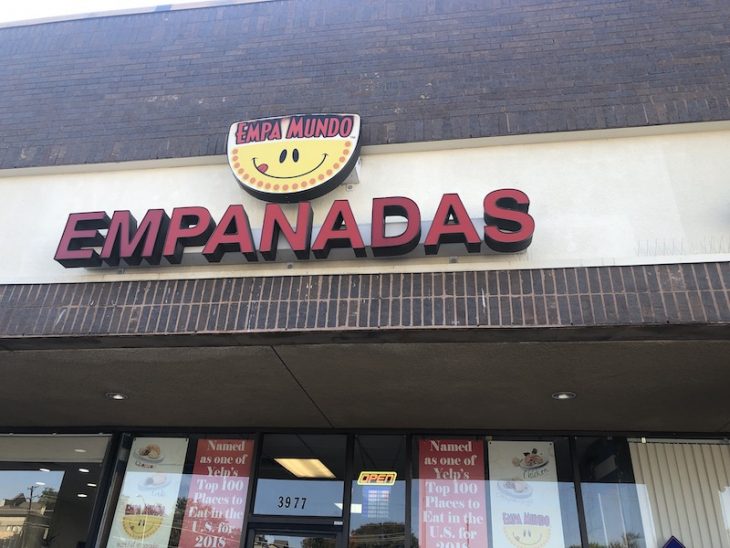 EMPA MUNDO
EMPANADAS
Named
as one of
Yelp's
Top 100
Places to
Eat in the
U.S. for
2018
3977
OPEN
Named
as one of
Yelp's
Top 100
Places to
Eat in the
U.S. for
2018
EMPA MUNDO